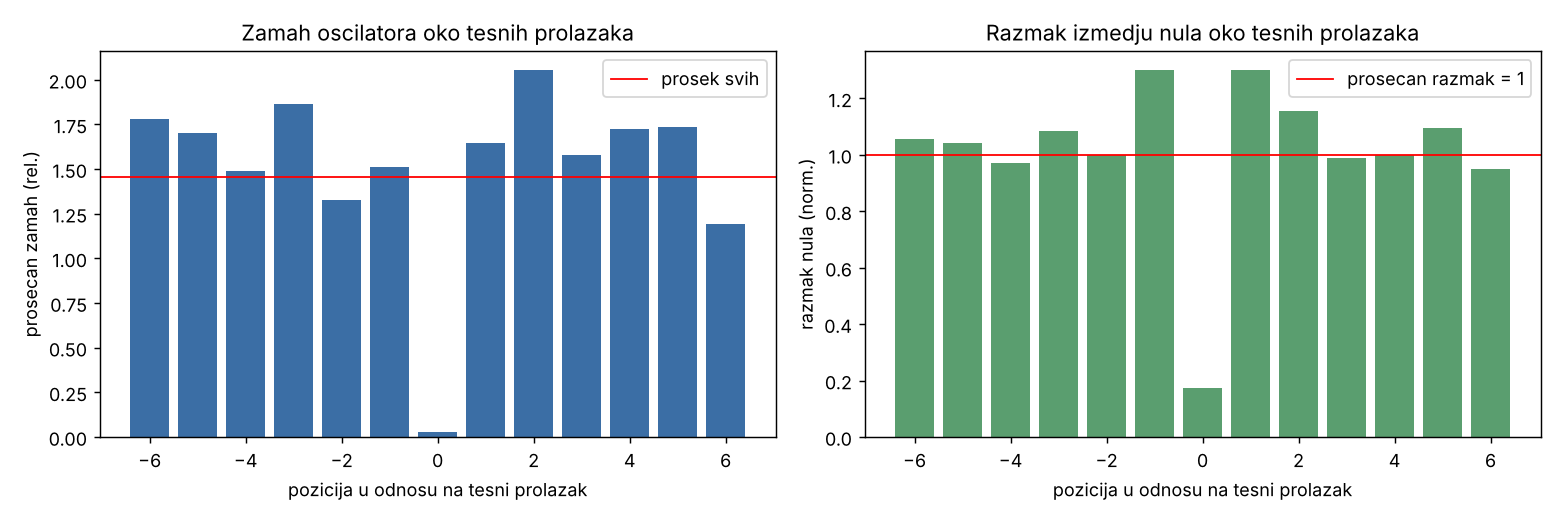 Zamah oscilatora oko tesnih prolazaka
prosecan zamah (rel.)
2.00
1.75
1.50
1.25
1.00
0.75
0.50
0.25
0.00
prosek svih
−6 −4 −2 0 2 4 6
pozicija u odnosu na tesni prolazak
Razmak izmedju nula oko tesnih prolazaka
razmak nula (norm.)
1.2
1.0
0.8
0.6
0.4
0.2
0.0
prosecan razmak = 1
−6 −4 −2 0 2 4 6
pozicija u odnosu na tesni prolazak